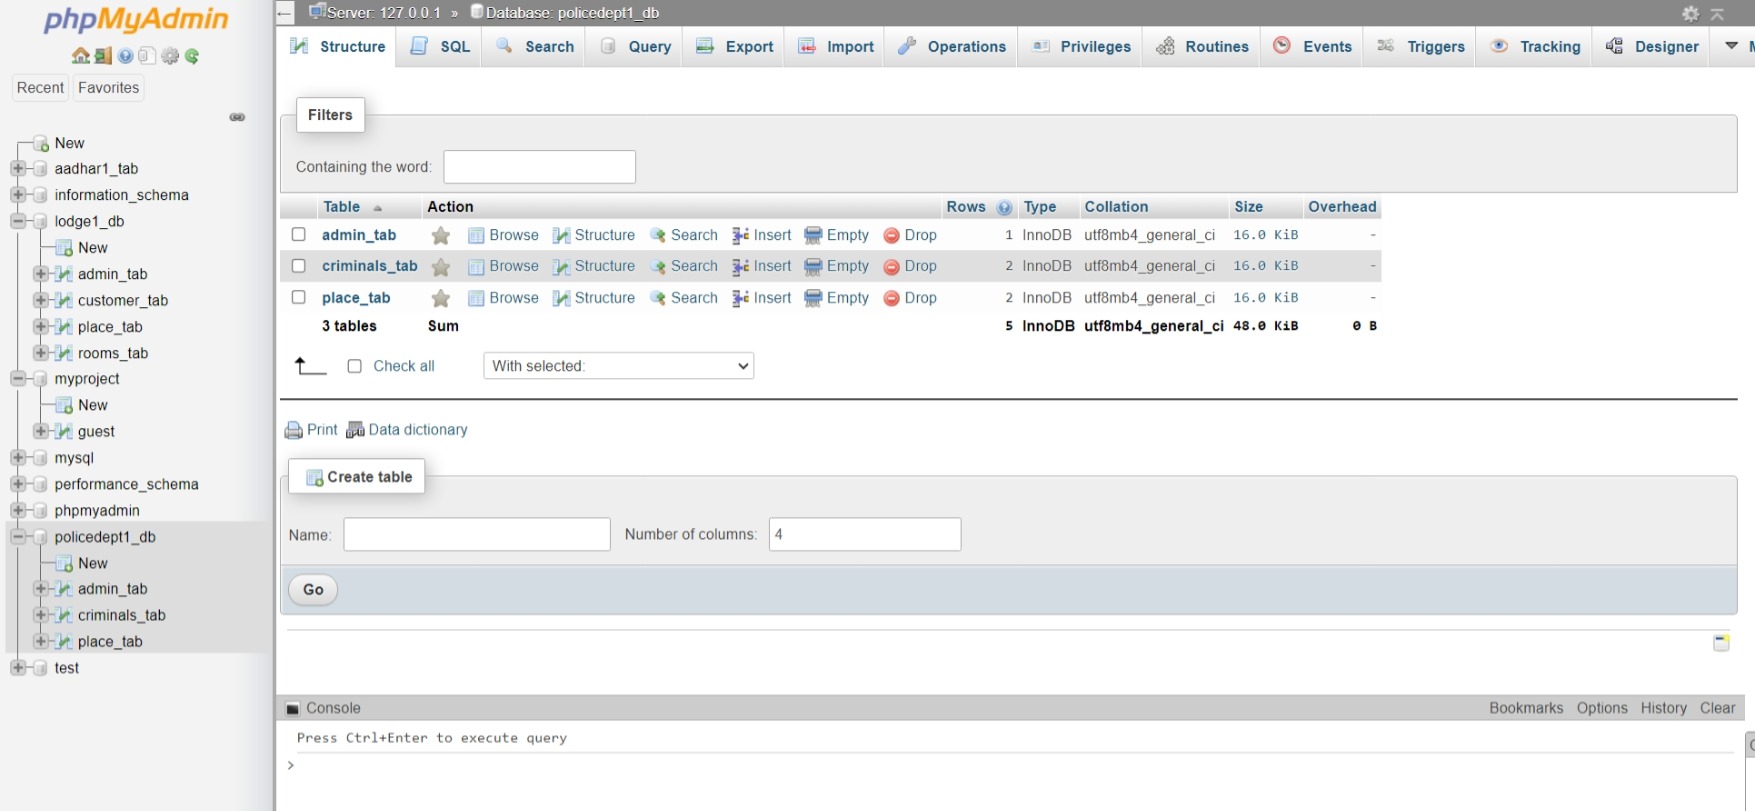 phpMyAdmin
Recent Favorites
New
aadhar1_tab
information_schema
lodge1_db
New
admin_tab
customer_tab
place_tab
rooms_tab
myproject
New
guest
mysql
performance_schema
phpmyadmin
policedept1_db
New
admin_tab
criminals_tab
place_tab
test
Server: 127.0.0.1 » Database: policedept1_db
Structure SQL Search Query Export Import Operations Privileges Routines Events Triggers Tracking Designer
Filters
Containing the word:
Table Action Rows Type Collation Size Overhead
admin_tab Browse Structure Search Insert Empty Drop 1 InnoDB utf8mb4_general_ci 16.0 KiB -
criminals_tab Browse Structure Search Insert Empty Drop 2 InnoDB utf8mb4_general_ci 16.0 KiB -
place_tab Browse Structure Search Insert Empty Drop 2 InnoDB utf8mb4_general_ci 16.0 KiB -
3 tables Sum 5 InnoDB utf8mb4_general_ci 48.0 KiB 0 B
Check all With selected:
Print Data dictionary
Create table
Name: Number of columns: 4
Go
Console Bookmarks Options History Clear
Press Ctrl+Enter to execute query
>